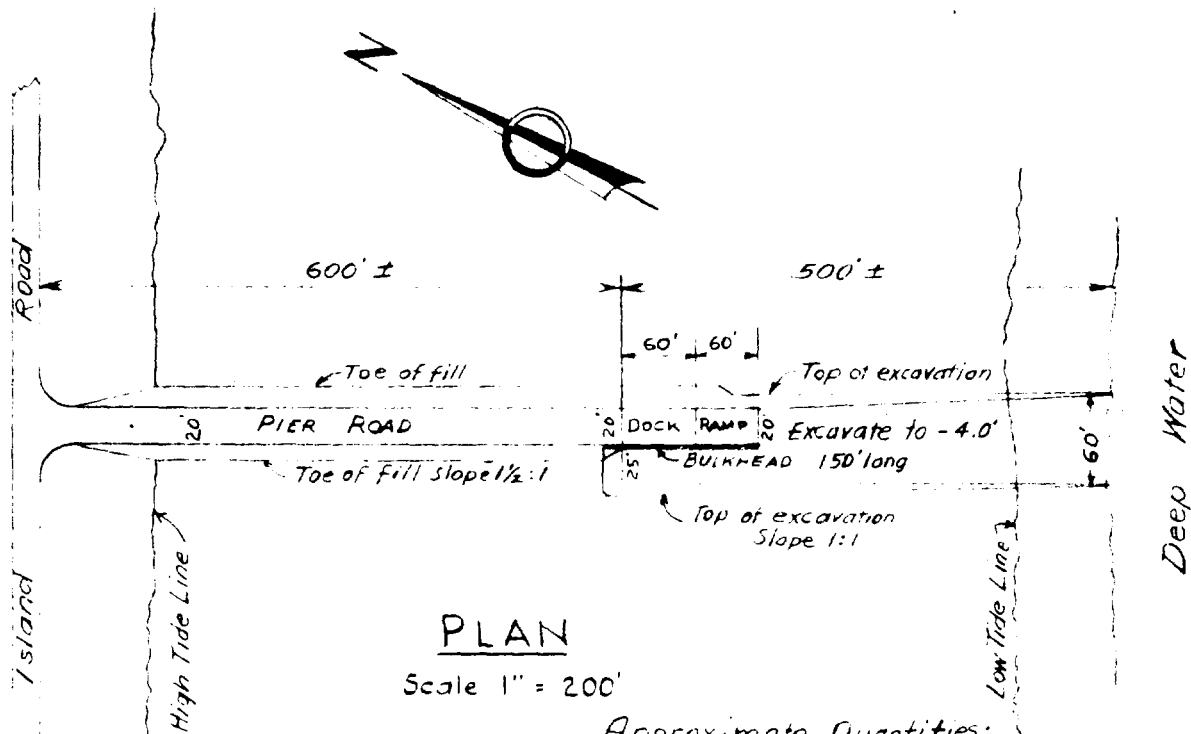 N
600' ±
500' ±
60'
60'
Island Road
Toe of fill
Top of excavation
20'
PIER ROAD
20'
DOCK
RAMP
20'
Excavate to -4.0'
60'
Deep Water
25'
BULKHEAD 150' long
Toe of fill Slope 1½:1
Top of excavation
Slope 1:1
High Tide Line
Low Tide Line
PLAN
Scale 1" = 200'
Approximate Quantities: